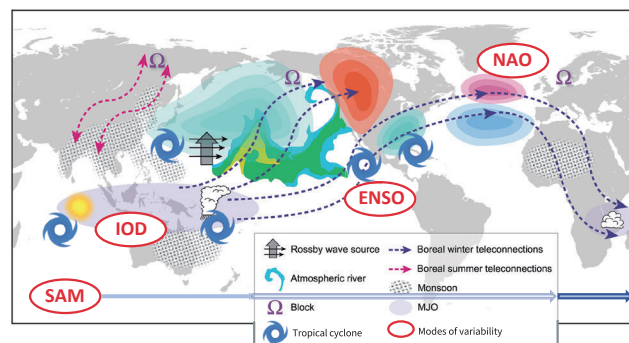 NAO
Ω
Ω
Ω
ENSO
IOD
SAM
Rossby wave source
Atmospheric river
Ω Block
Tropical cyclone
Boreal winter teleconnections
Boreal summer teleconnections
Monsoon
MJO
Modes of variability